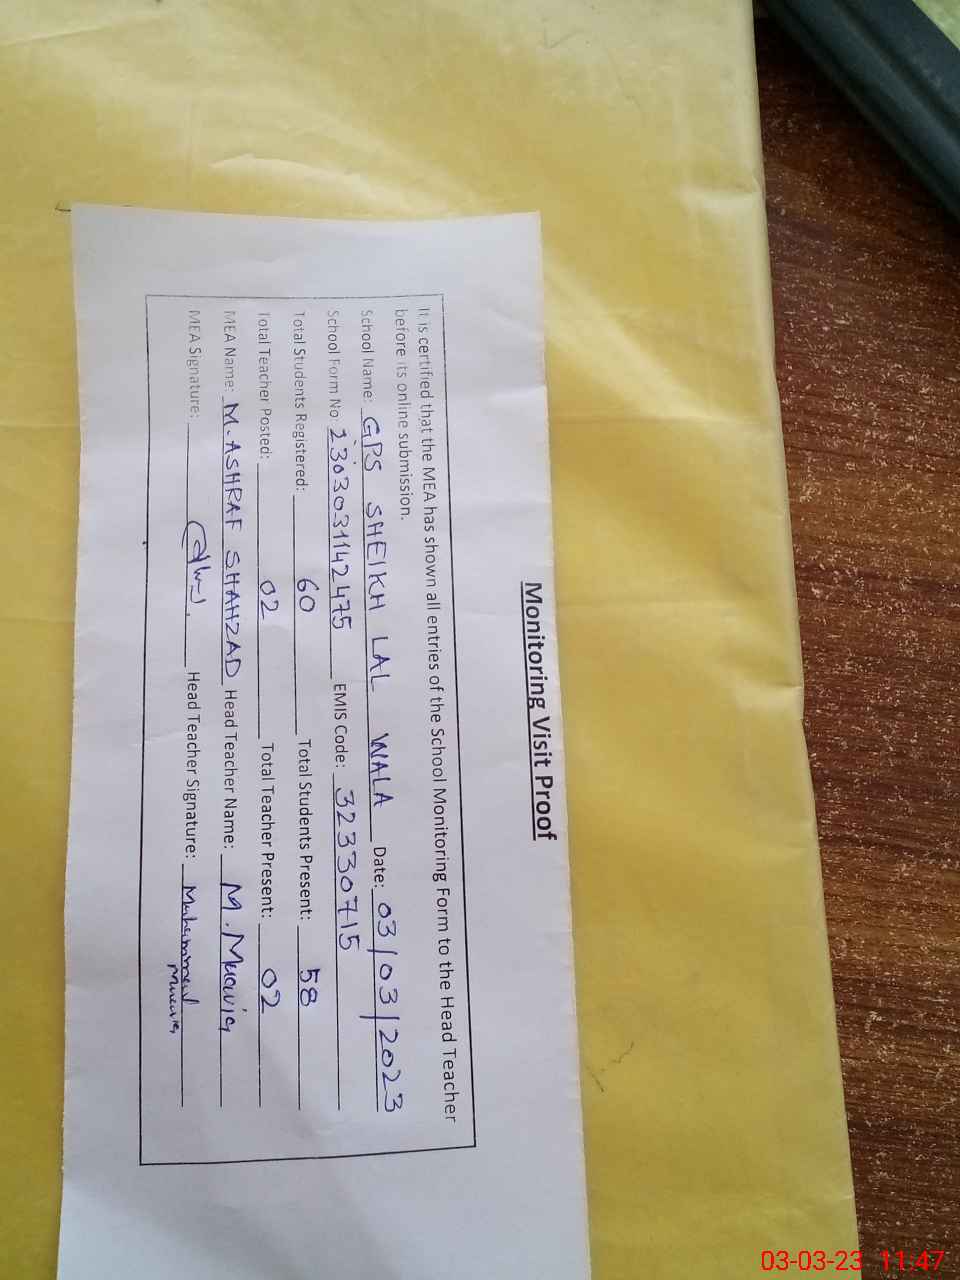 Monitoring Visit Proof
It is certified that the MEA has shown all entries of the School Monitoring Form to the Head Teacher
before its online submission.
School Name: GPS SHEIKH LAL WALA Date: 03/03/2023
School Form No 2303031142475 EMIS Code: 32330715
Total Students Registered: 60 Total Students Present: 58
Total Teacher Posted: 02 Total Teacher Present: 02
MEA Name: M. ASHRAF SHAHZAD Head Teacher Name: M. Muavia
MEA Signature: Head Teacher Signature: Muhammad
Muavia
03-03-23 11:47